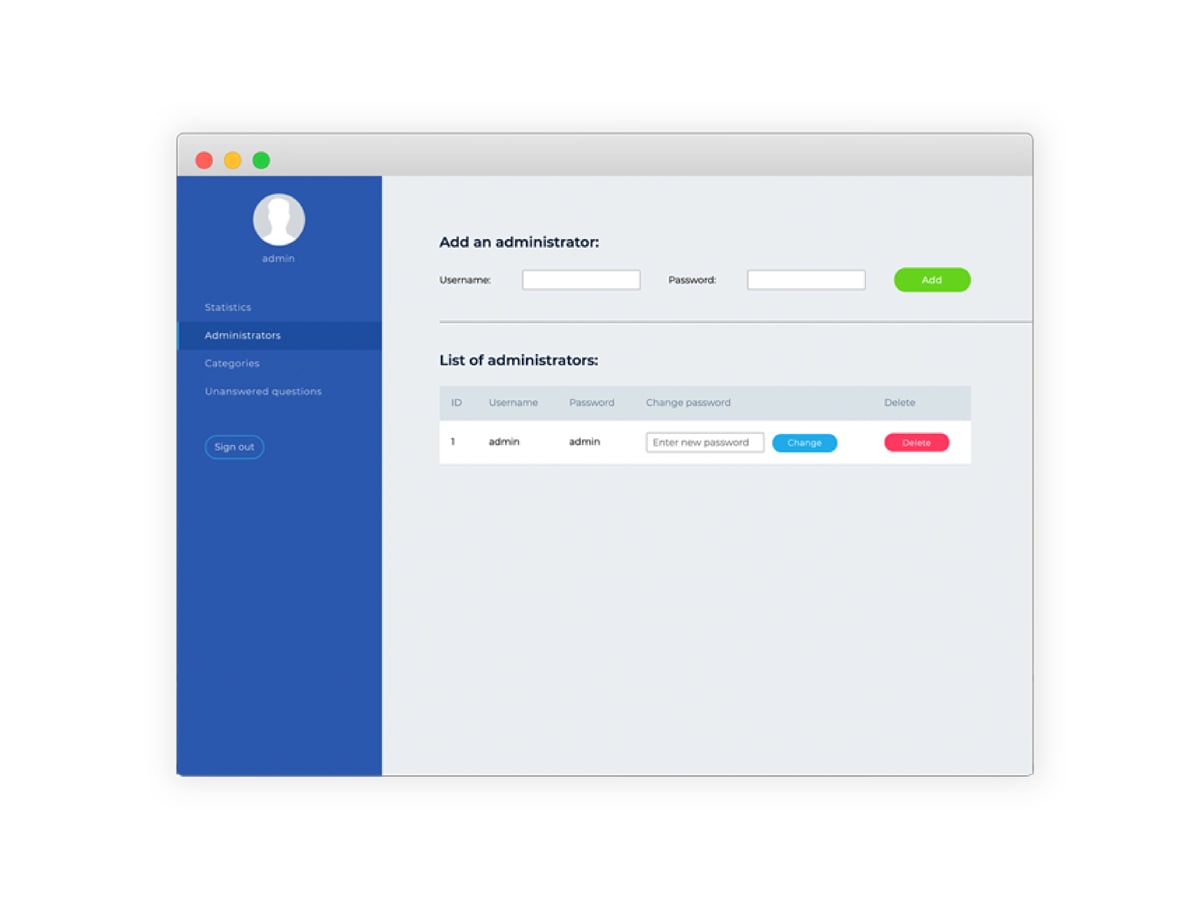 admin
Statistics
Administrators
Categories
Unanswered questions
Sign out
Add an administrator:
Username: Password: Add
List of administrators:
ID Username Password Change password Delete
1 admin admin Enter new password Change Delete